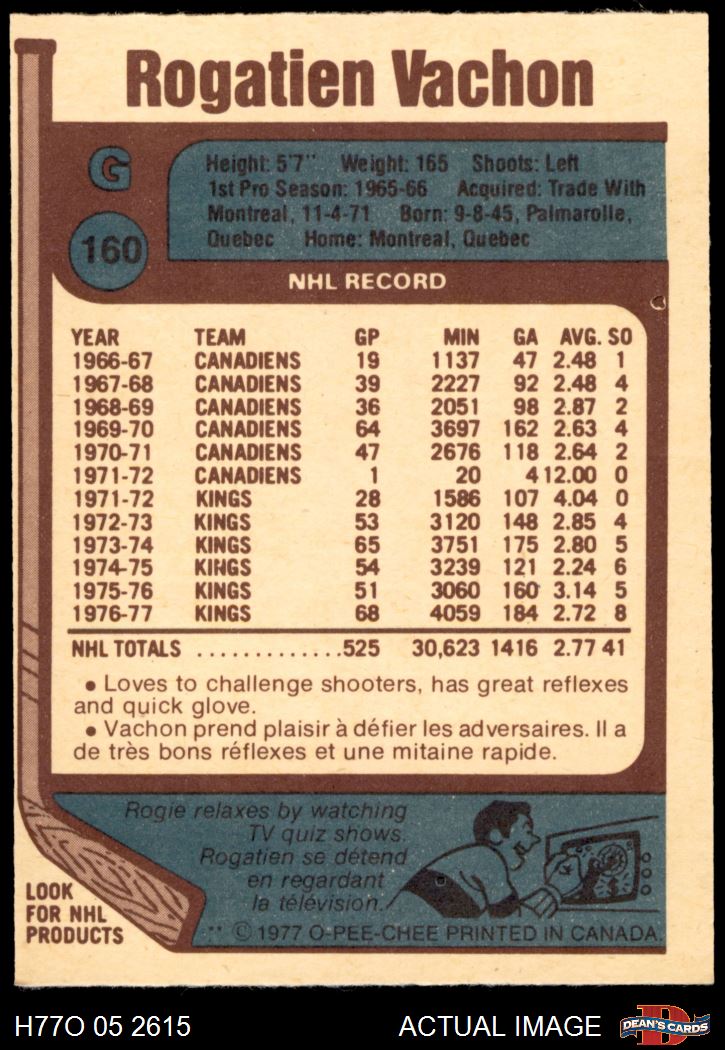 Rogatien Vachon
G
160
Height: 5'7" Weight: 165 Shoots: Left
1st Pro Season: 1965-66 Acquired: Trade With
Montreal, 11-4-71 Born: 9-8-45, Palmarolle,
Quebec Home: Montreal, Quebec
NHL RECORD
YEAR TEAM GP MIN GA AVG. SO
1966-67 CANADIENS 19 1137 47 2.48 1
1967-68 CANADIENS 39 2227 92 2.48 4
1968-69 CANADIENS 36 2051 98 2.87 2
1969-70 CANADIENS 64 3697 162 2.63 4
1970-71 CANADIENS 47 2676 118 2.64 2
1971-72 CANADIENS 1 20 4 12.00 0
1971-72 KINGS 28 1586 107 4.04 0
1972-73 KINGS 53 3120 148 2.85 4
1973-74 KINGS 65 3751 175 2.80 5
1974-75 KINGS 54 3239 121 2.24 6
1975-76 KINGS 51 3060 160 3.14 5
1976-77 KINGS 68 4059 184 2.72 8
NHL TOTALS .............525 30,623 1416 2.77 41
• Loves to challenge shooters, has great reflexes
and quick glove.
• Vachon prend plaisir à défier les adversaires. Il a
de très bons réflexes et une mitaine rapide.
Rogie relaxes by watching
TV quiz shows.
Rogatien se détend
en regardant
la télévision.
LOOK
FOR NHL
PRODUCTS
** © 1977 O-PEE-CHEE PRINTED IN CANADA.
H77O 05 2615 ACTUAL IMAGE
DEAN'S CARDS